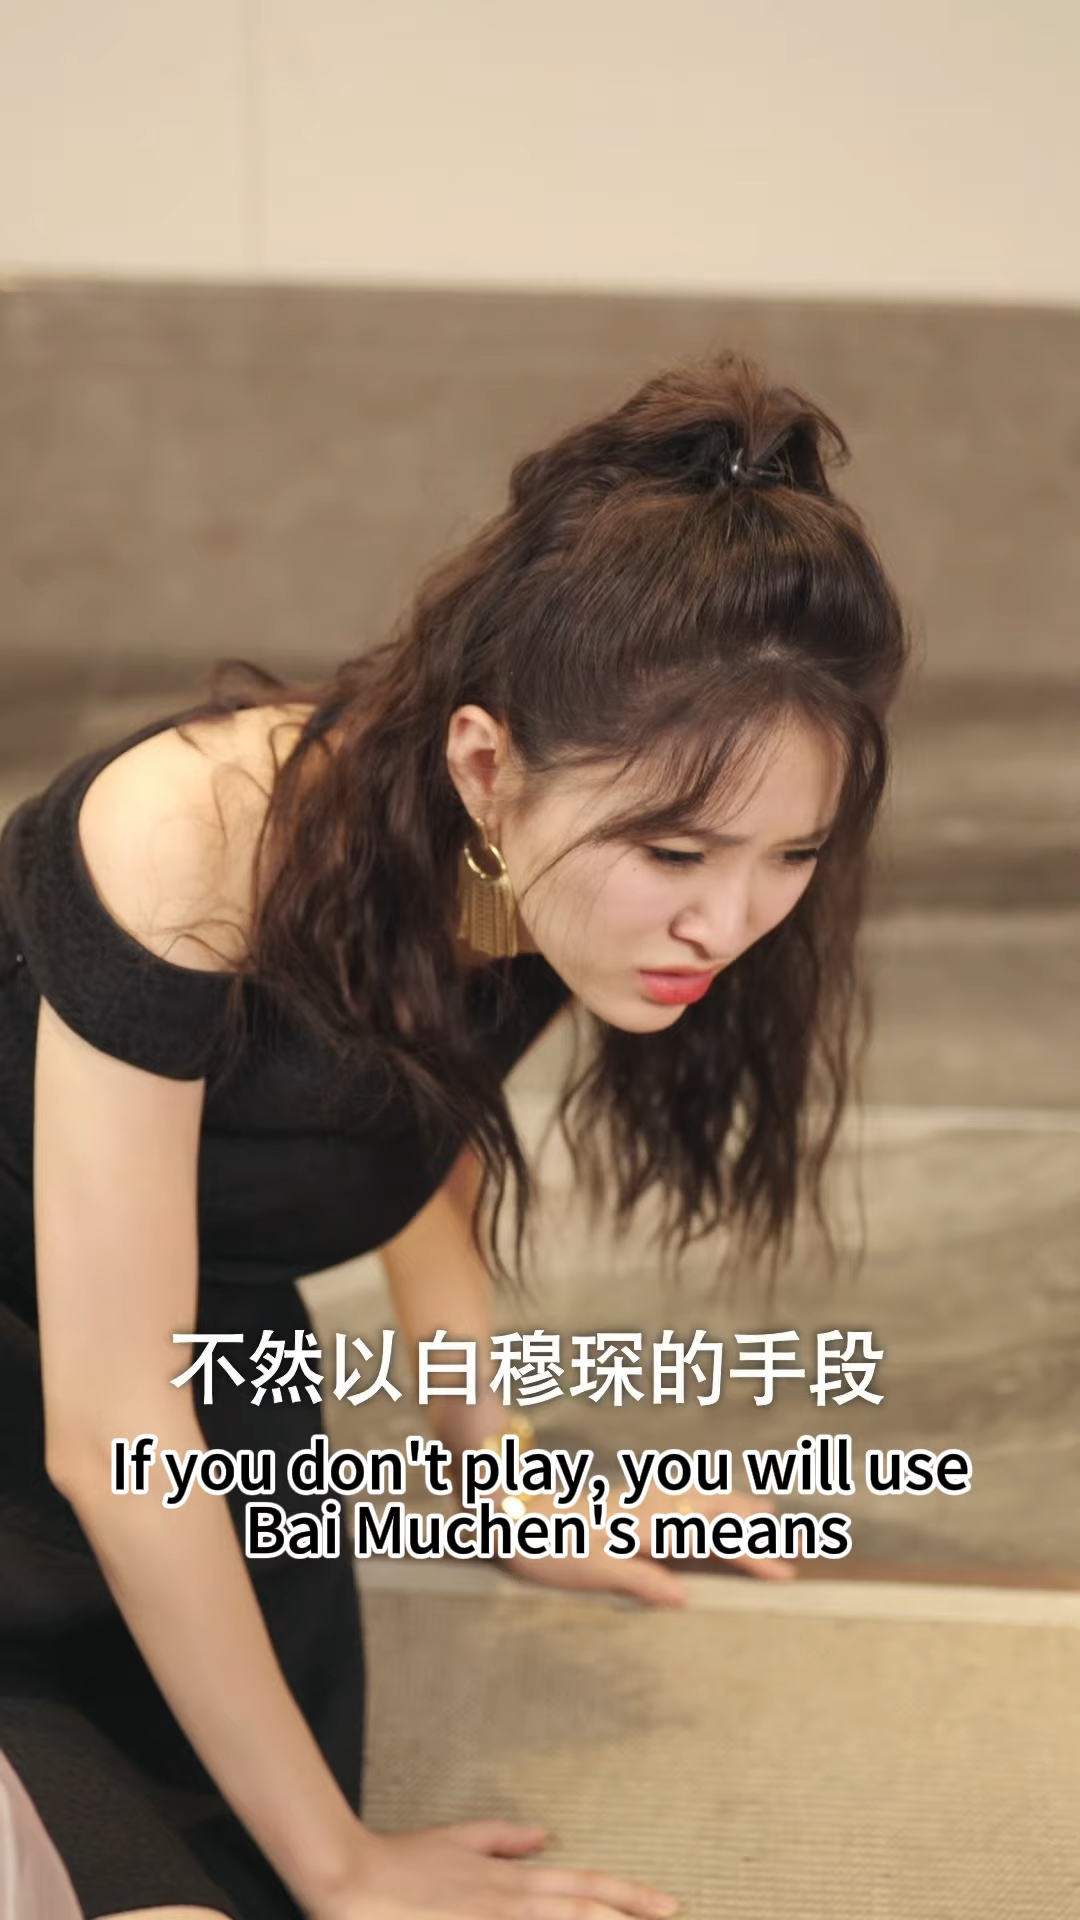 不然以白穆琛的手段
If you don't play, you will use
Bai Muchen's means